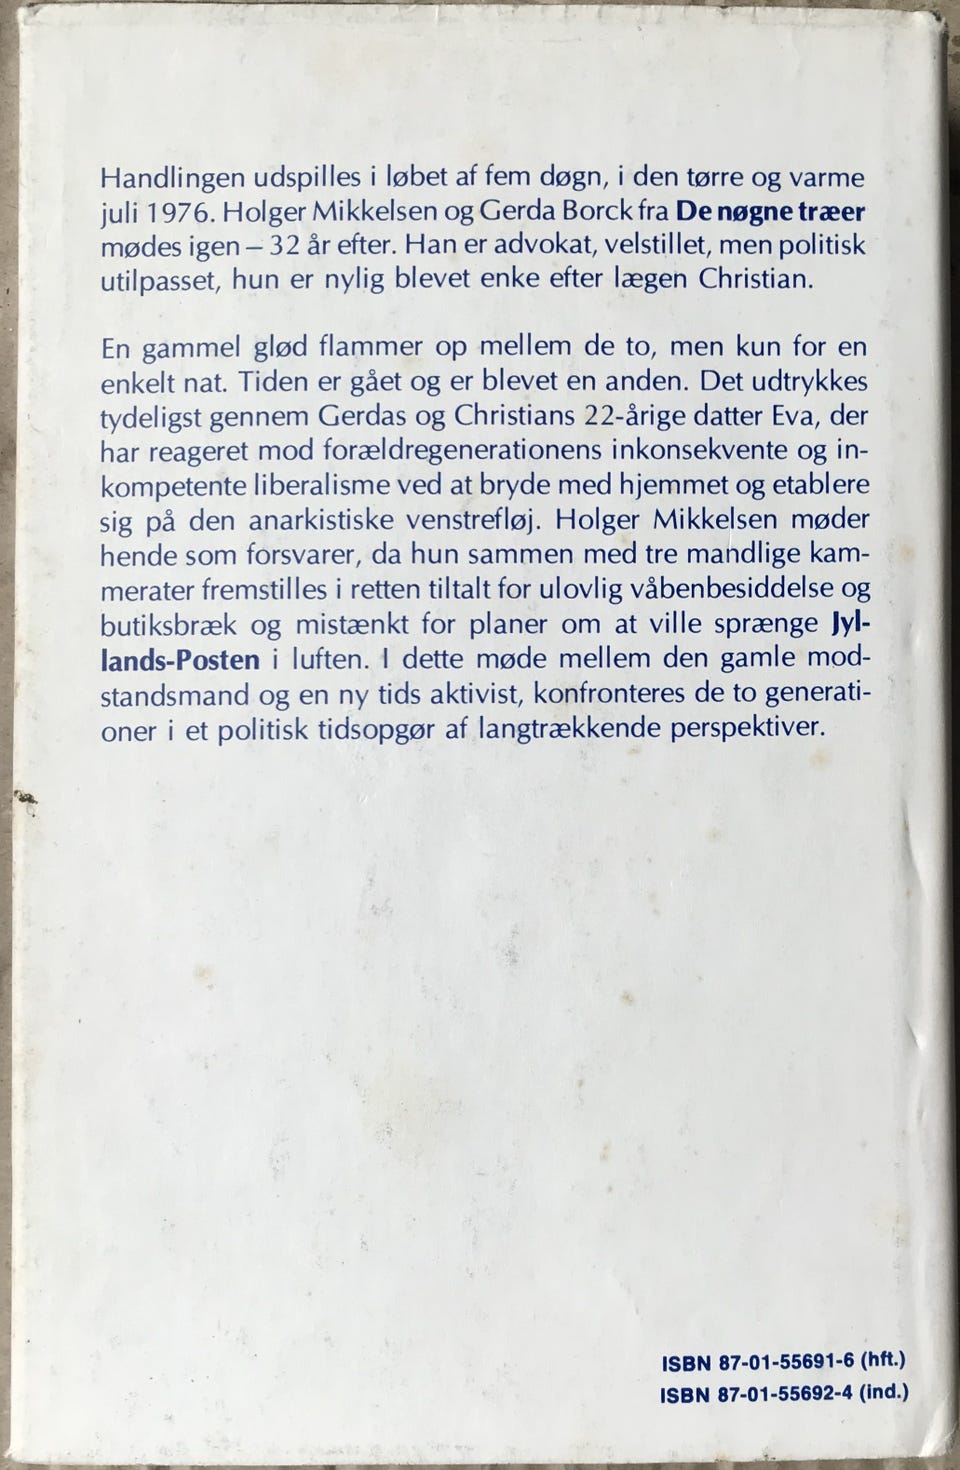 Handlingen udspilles i løbet af fem døgn, i den tørre og varme
juli 1976. Holger Mikkelsen og Gerda Borck fra De nøgne træer
mødes igen – 32 år efter. Han er advokat, velstillet, men politisk
utilpasset, hun er nylig blevet enke efter lægen Christian.
En gammel glød flammer op mellem de to, men kun for en
enkelt nat. Tiden er gået og er blevet en anden. Det udtrykkes
tydeligst gennem Gerdas og Christians 22-årige datter Eva, der
har reageret mod forældregenerationens inkonsekvente og in-
kompetente liberalisme ved at bryde med hjemmet og etablere
sig på den anarkistiske venstrefløj. Holger Mikkelsen møder
hende som forsvarer, da hun sammen med tre mandlige kam-
merater fremstilles i retten tiltalt for ulovlig våbenbesiddelse og
butiksbræk og mistænkt for planer om at ville sprænge Jyl-
lands-Posten i luften. I dette møde mellem den gamle mod-
standsmand og en ny tids aktivist, konfronteres de to generati-
oner i et politisk tidsopgør af langtrækkende perspektiver.
ISBN 87-01-55691-6 (hft.)
ISBN 87-01-55692-4 (ind.)